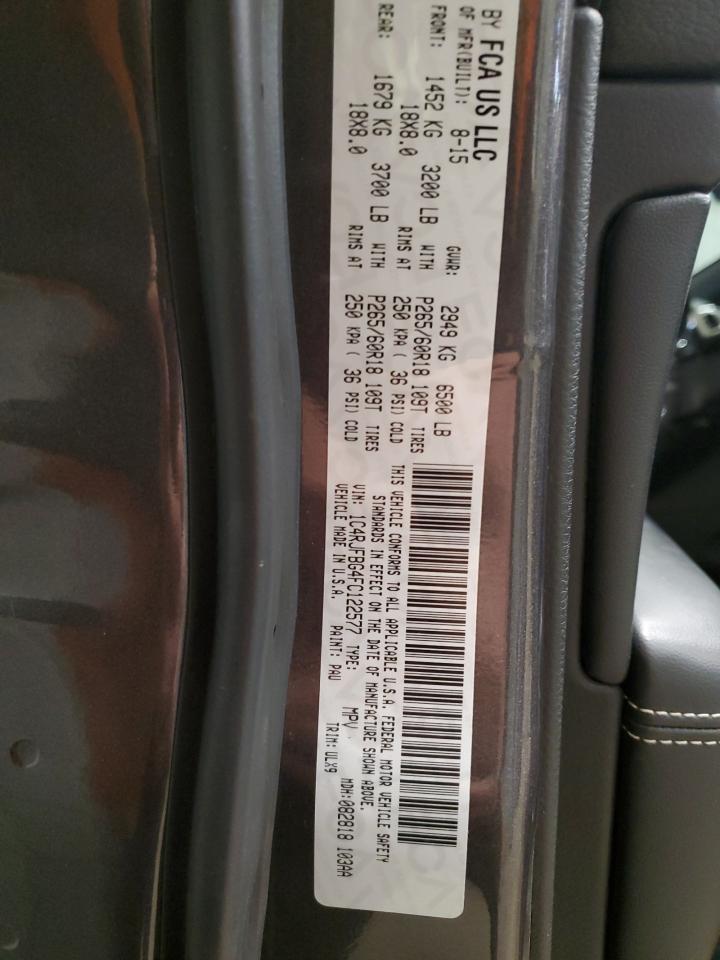 BY FCA US LLC
OF MFR(BUILT): 8-15 GVWR: 2949 KG 6500 LB
FRONT: 1452 KG 3200 LB WITH P265/60R18 109T TIRES
18X8.0 RIMS AT 250 KPA ( 36 PSI) COLD
REAR: 1679 KG 3700 LB WITH P265/60R18 109T TIRES
18X8.0 RIMS AT 250 KPA ( 36 PSI) COLD
THIS VEHICLE CONFORMS TO ALL APPLICABLE U.S.A. FEDERAL MOTOR VEHICLE SAFETY
STANDARDS IN EFFECT ON THE DATE OF MANUFACTURE SHOWN ABOVE.
VIN: 1C4RJFBG4FC122577 TYPE: MPV MDH:082818 103AA
VEHICLE MADE IN U.S.A. PAINT: PAU TRIM:ULX9